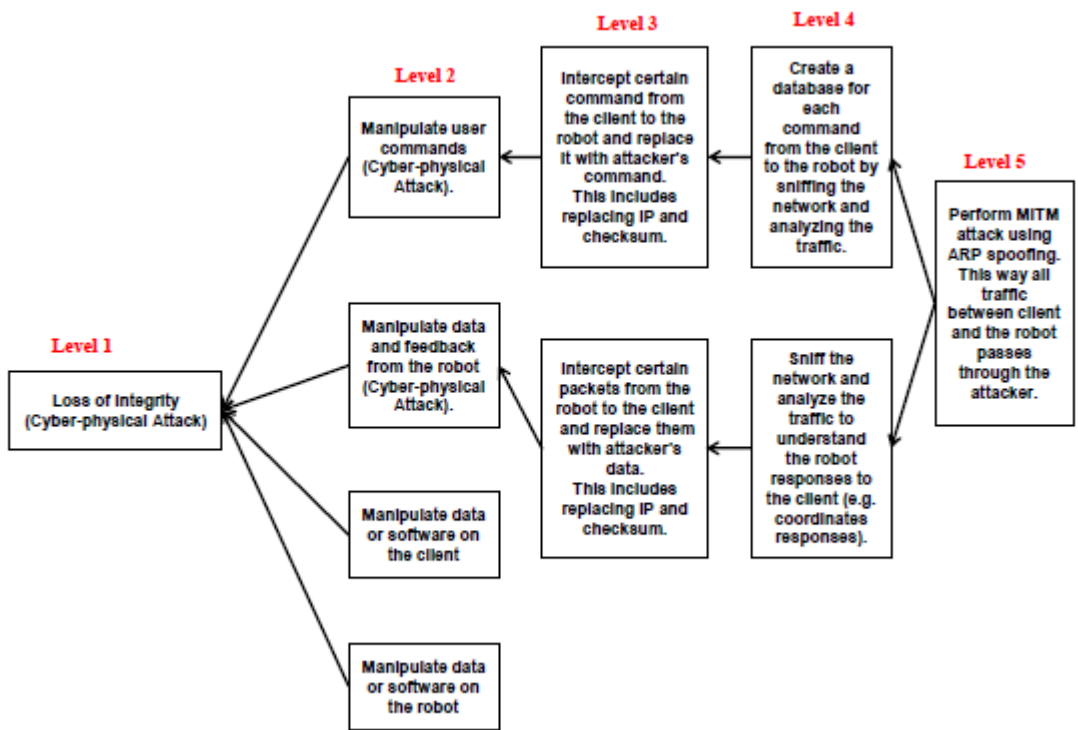 Level 1
Loss of Integrity
(Cyber-physical Attack)
Level 2
Manipulate user
commands
(Cyber-physical
Attack).
Manipulate data
and feedback
from the robot
(Cyber-physical
Attack).
Manipulate data
or software on
the client
Manipulate data
or software on
the robot
Level 3
Intercept certain
command from
the client to the
robot and replace
it with attacker's
command.
This includes
replacing IP and
checksum.
Intercept certain
packets from the
robot to the client
and replace them
with attacker's
data.
This includes
replacing IP and
checksum.
Level 4
Create a
database for
each
command
from the client
to the robot by
sniffing the
network and
analyzing the
traffic.
Sniff the
network and
analyze the
traffic to
understand
the robot
responses to
the client (e.g.
coordinates
responses).
Level 5
Perform MITM
attack using
ARP spoofing.
This way all
traffic
between client
and the robot
passes
through the
attacker.